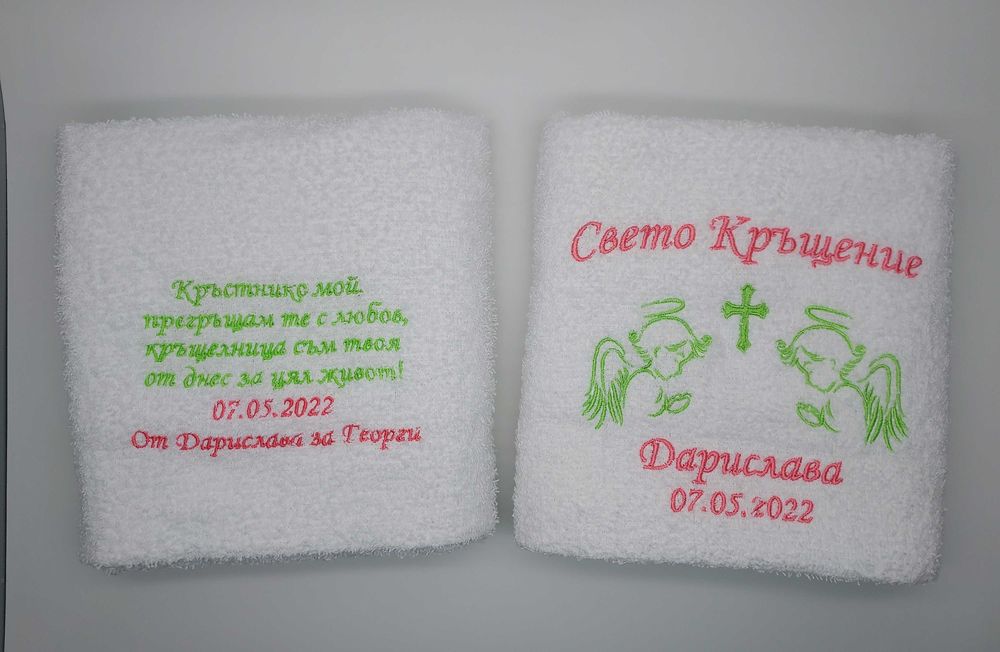 Кръстнико мой
прегръщам те с любов,
кръщелница съм твоя
от днес за цял живот!
07.05.2022
От Дарислава за Георги
Свето Кръщение
Дарислава
07.05.2022